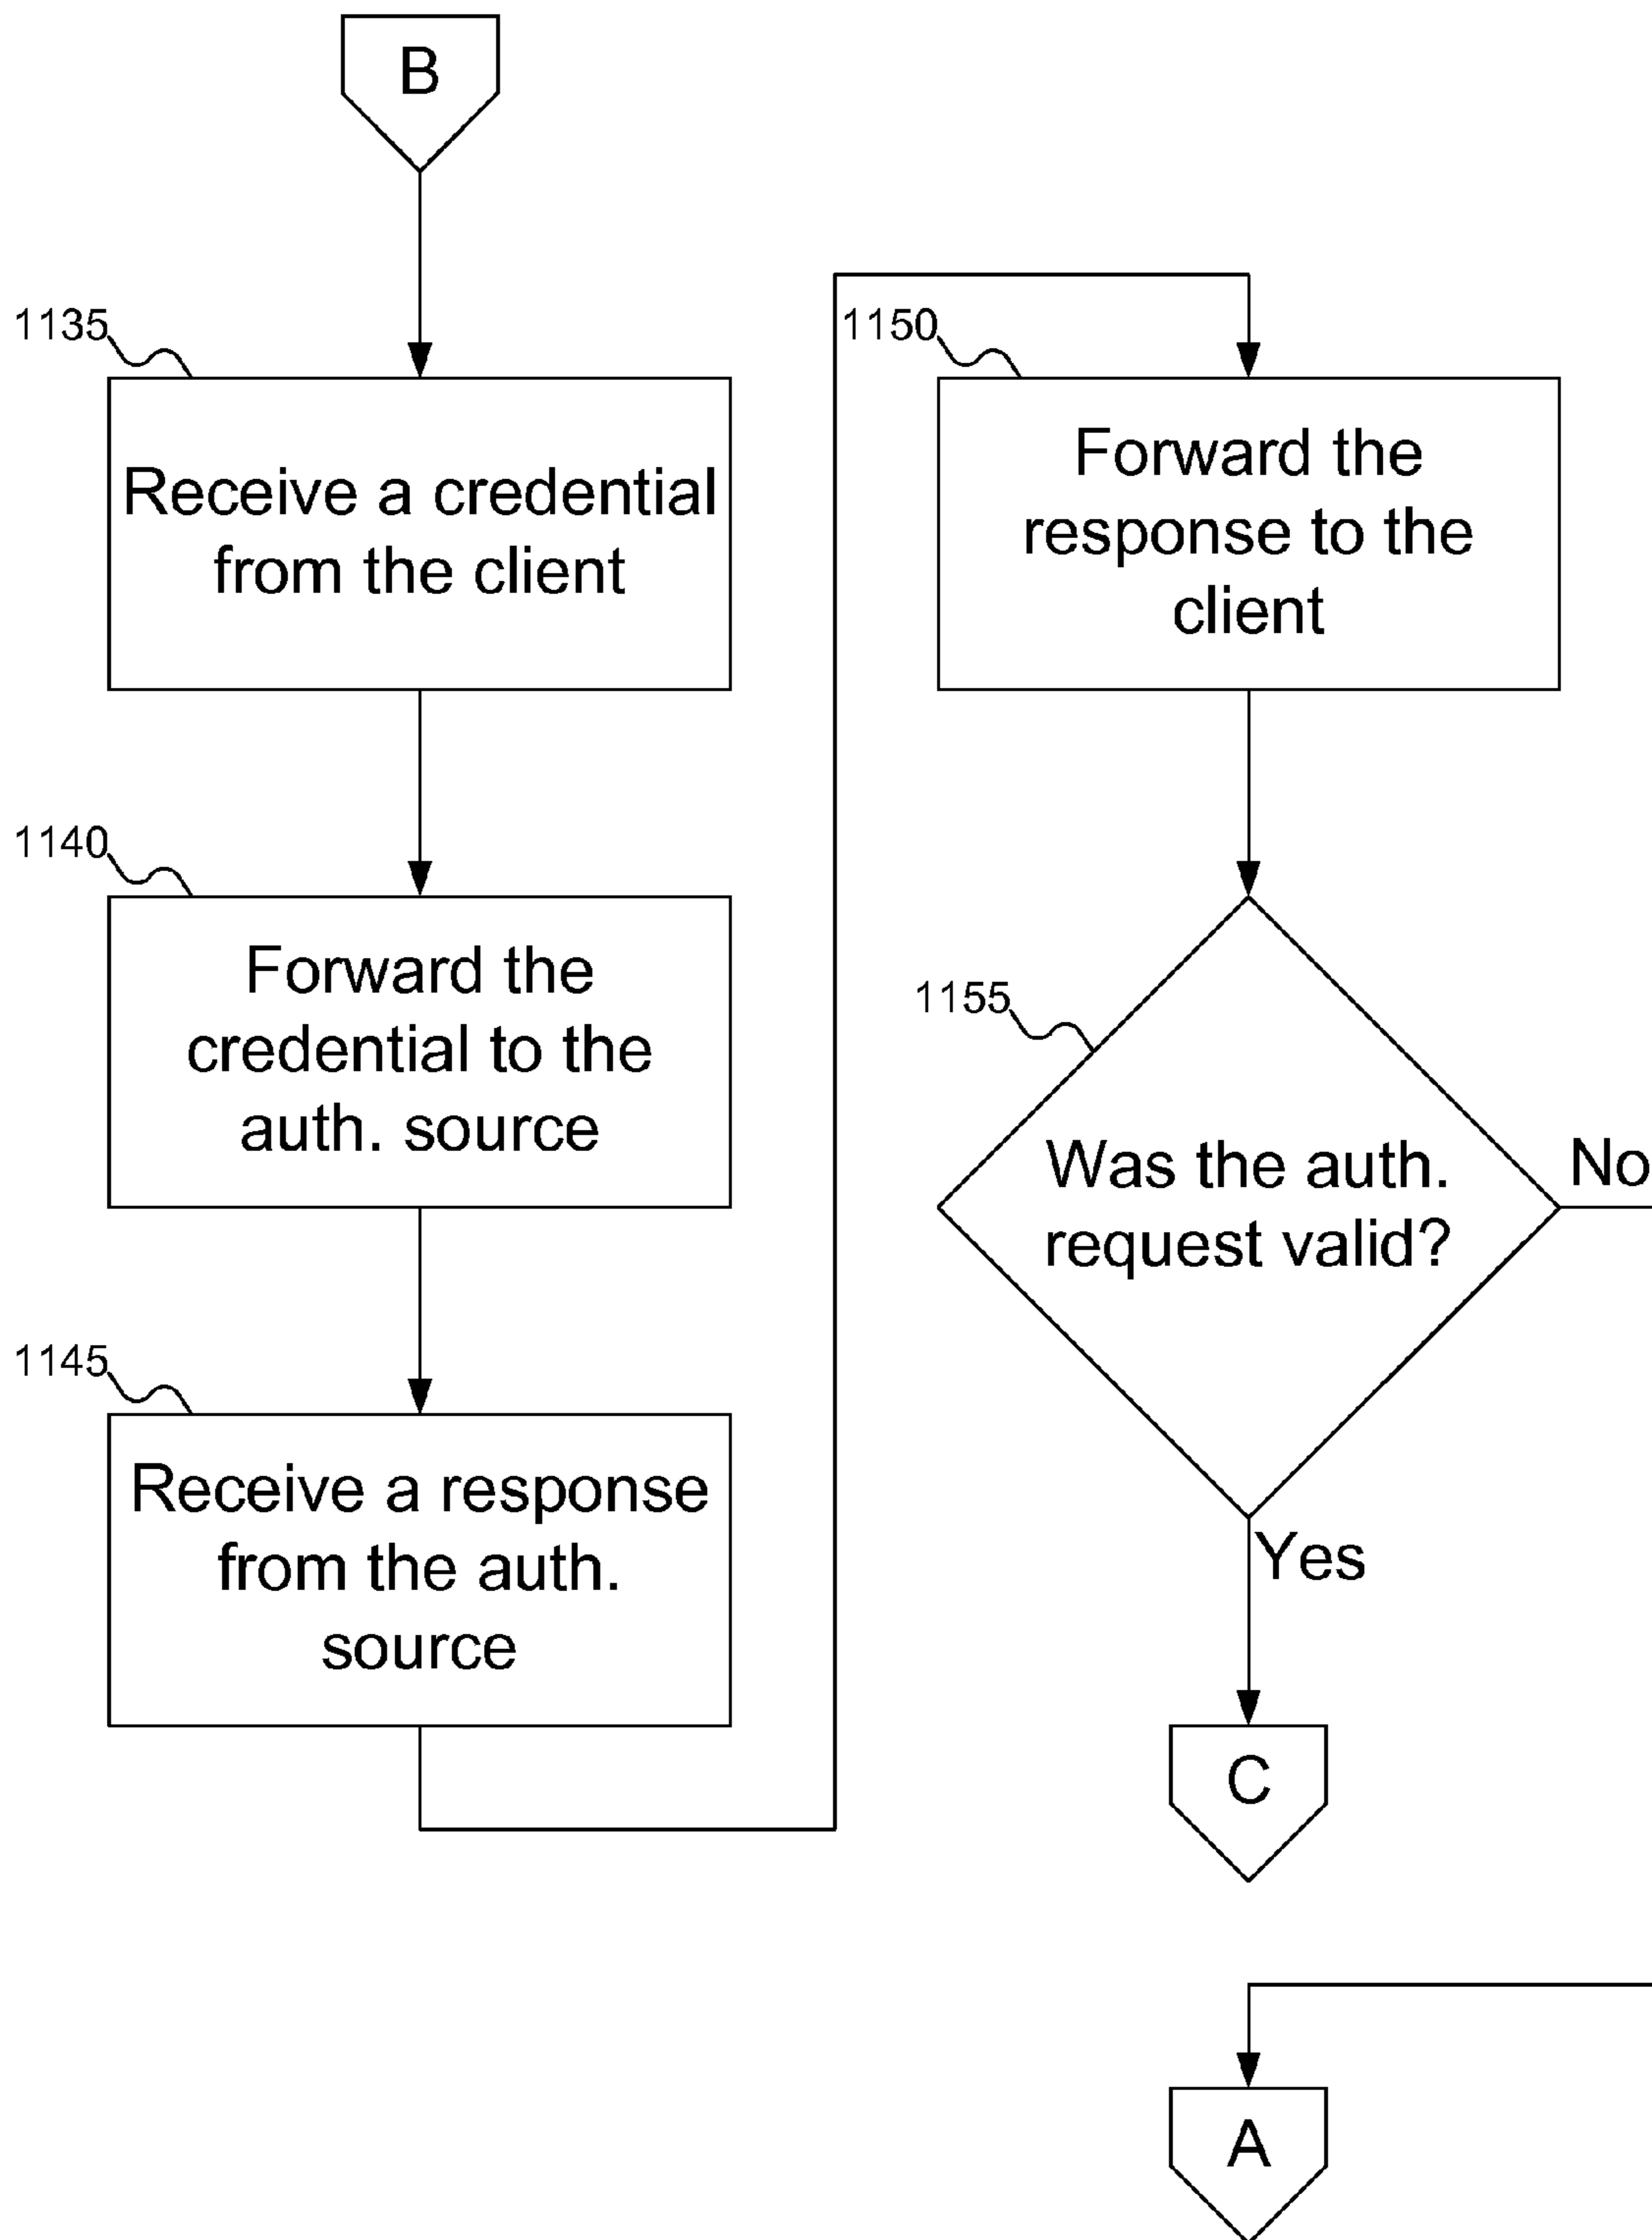 B
1135
Receive a credential
from the client
1140
Forward the
credential to the
auth. source
1145
Receive a response
from the auth.
source
1150
Forward the
response to the
client
1155
Was the auth.
request valid?
No
Yes
C
A